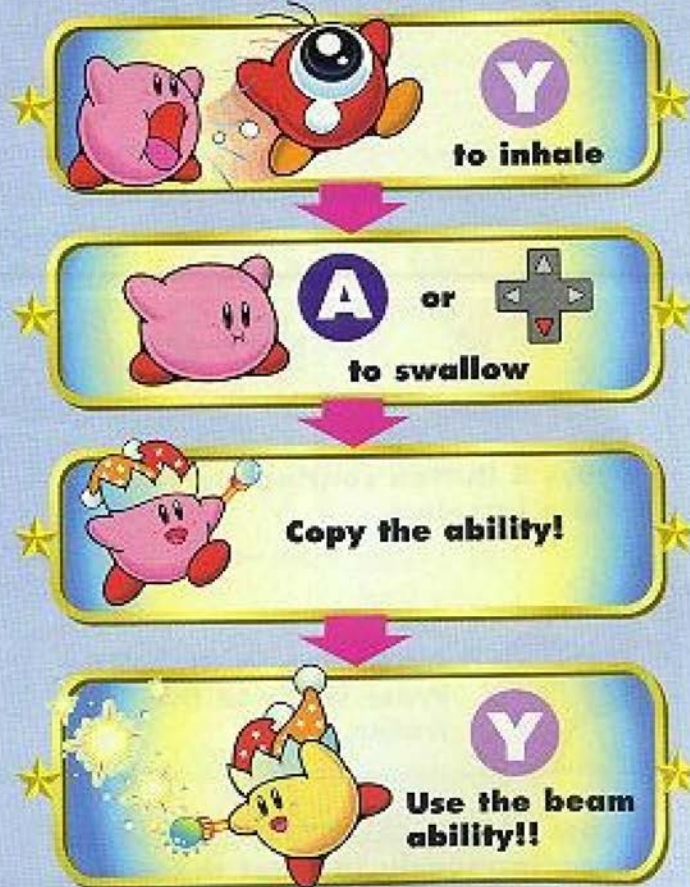 Y
to inhale
A or
to swallow
Copy the ability!
Y
Use the beam
ability!!